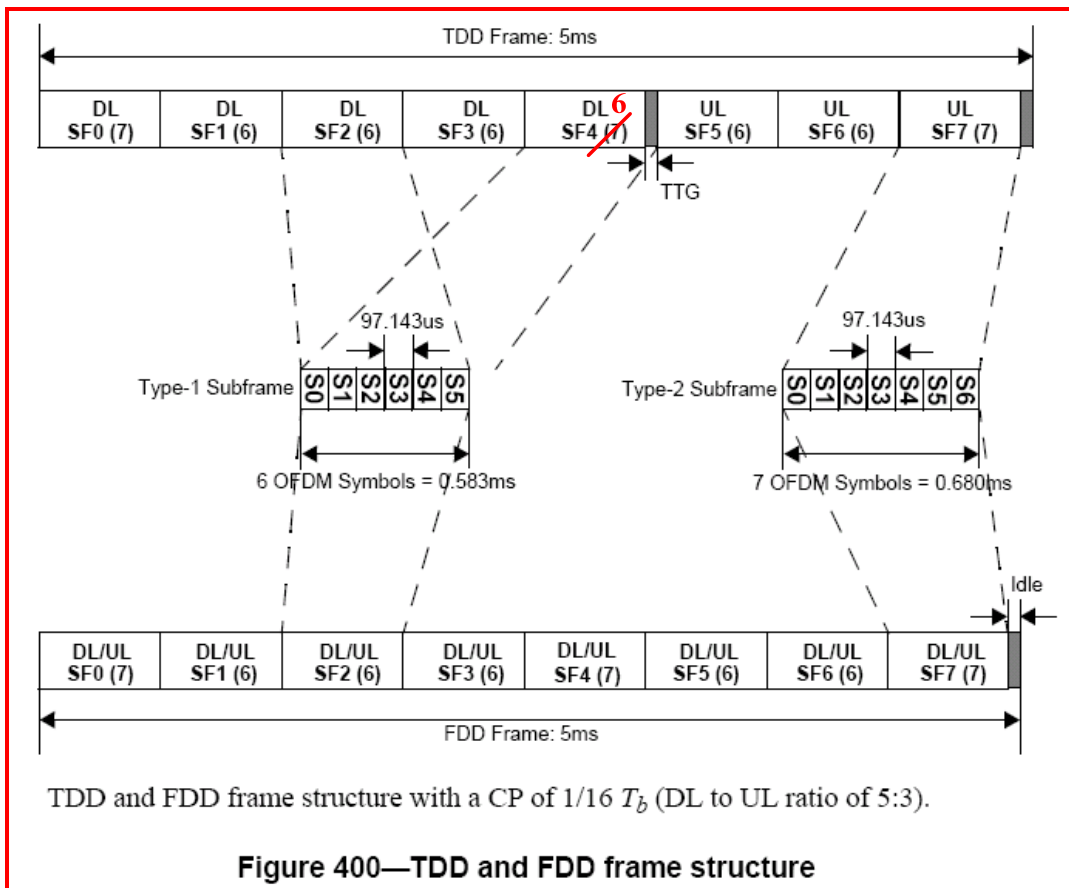 TDD Frame: 5ms
DL DL DL DL DL 6 UL UL UL
SF0 (7) SF1 (6) SF2 (6) SF3 (6) SF4 (7) SF5 (6) SF6 (6) SF7 (7)
TTG
97.143us 97.143us
Type-1 Subframe S0 S1 S2 S3 S4 S5 Type-2 Subframe S0 S1 S2 S3 S4 S5 S6
6 OFDM Symbols = 0.583ms 7 OFDM Symbols = 0.680ms
Idle
DL/UL DL/UL DL/UL DL/UL DL/UL DL/UL DL/UL DL/UL
SF0 (7) SF1 (6) SF2 (6) SF3 (6) SF4 (7) SF5 (6) SF6 (6) SF7 (7)
FDD Frame: 5ms
TDD and FDD frame structure with a CP of 1/16 T_b (DL to UL ratio of 5:3).
Figure 400—TDD and FDD frame structure